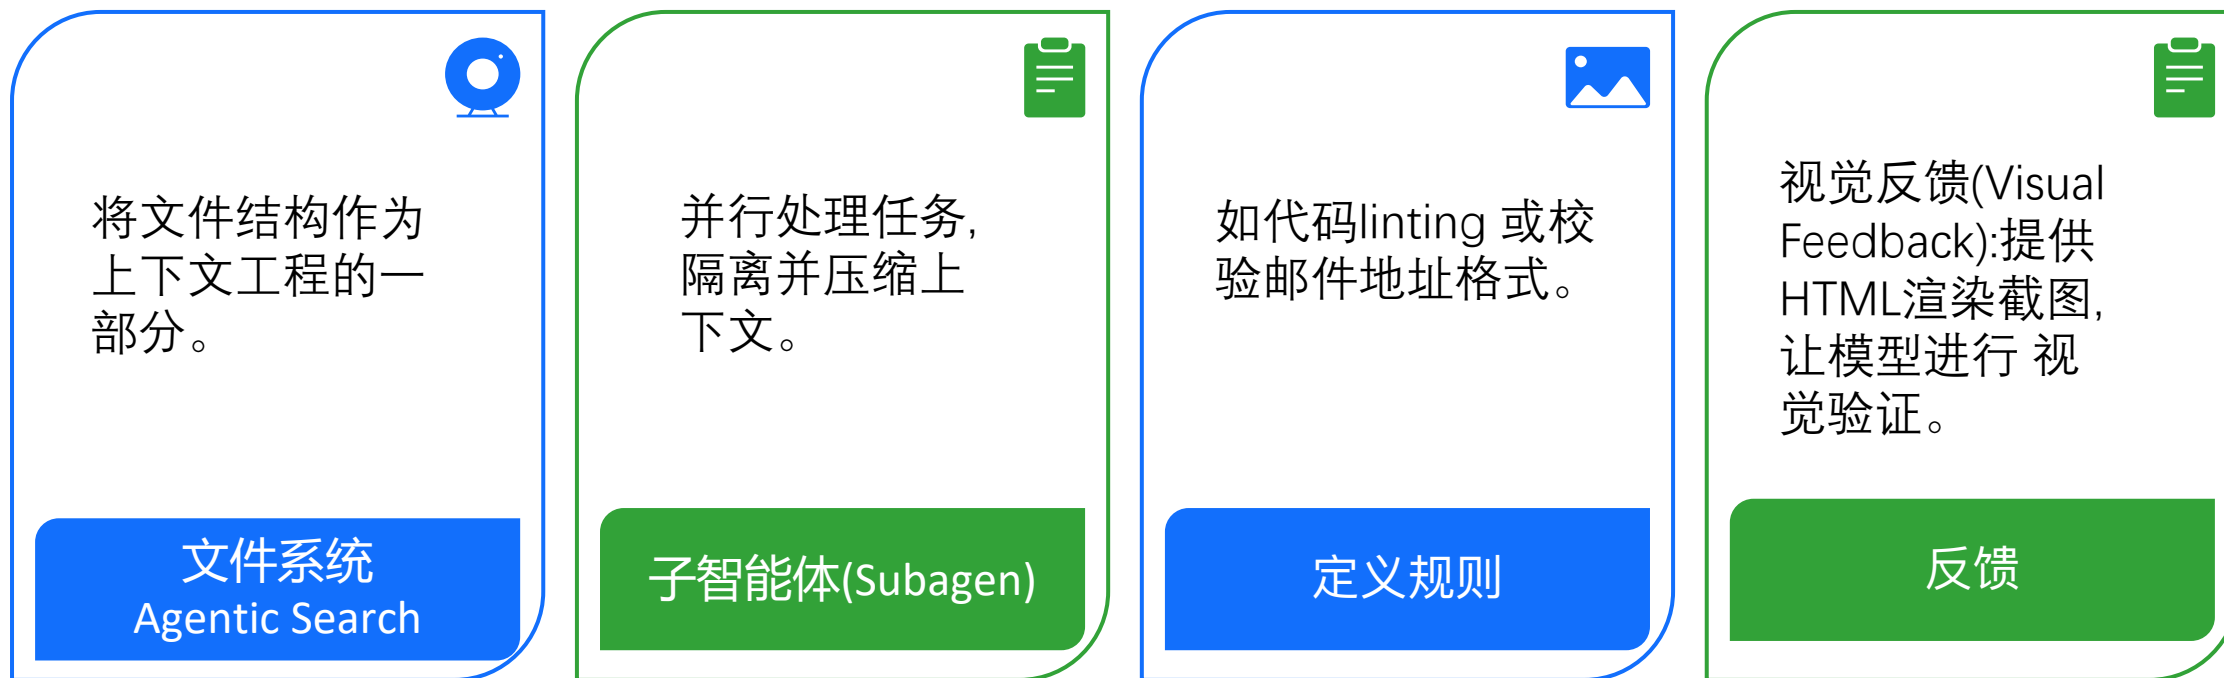 将文件结构作为
上下文工程的一
部分。
文件系统
Agentic Search
并行处理任务,
隔离并压缩上
下文。
子智能体(Subagen)
如代码linting 或校
验邮件地址格式。
定义规则
视觉反馈(Visual
Feedback):提供
HTML渲染截图,
让模型进行 视
觉验证。
反馈